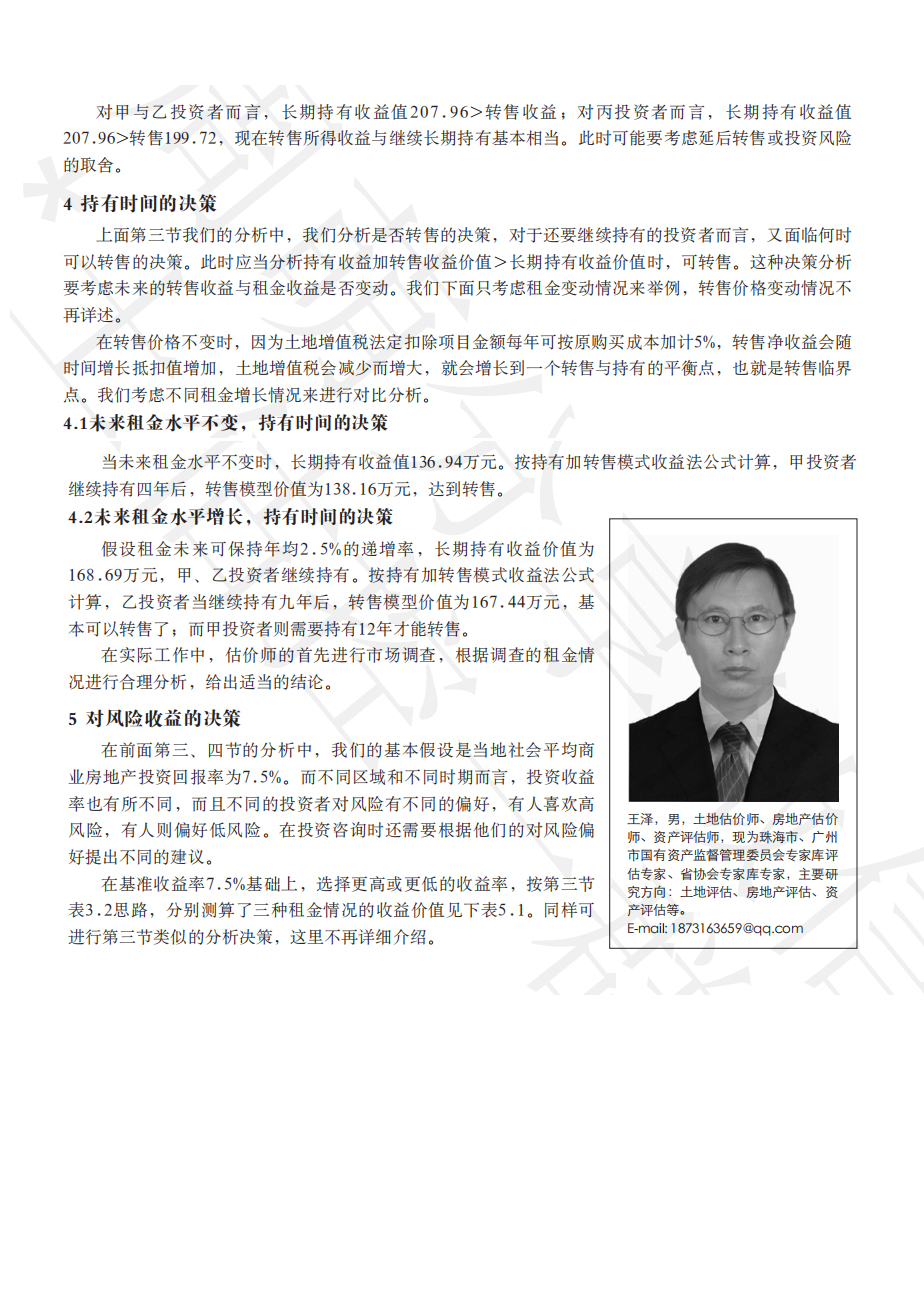 对甲与乙投资者而言，长期持有收益值207.96>转售收益；对丙投资者而言，长期持有收益值
207.96>转售199.72，现在转售所得收益与继续长期持有基本相当。此时可能要考虑延后转售或投资风险
的取舍。
4 持有时间的决策
上面第三节我们的分析中，我们分析是否转售的决策，对于还要继续持有的投资者而言，又面临何时
可以转售的决策。此时应当分析持有收益加转售收益价值＞长期持有收益价值时，可转售。这种决策分析
要考虑未来的转售收益与租金收益是否变动。我们下面只考虑租金变动情况来举例，转售价格变动情况不
再详述。
在转售价格不变时，因为土地增值税法定扣除项目金额每年可按原购买成本加计5%，转售净收益会随
时间增长抵扣值增加，土地增值税会减少而增大，就会增长到一个转售与持有的平衡点，也就是转售临界
点。我们考虑不同租金增长情况来进行对比分析。
4.1未来租金水平不变，持有时间的决策
当未来租金水平不变时，长期持有收益值136.94万元。按持有加转售模式收益法公式计算，甲投资者
继续持有四年后，转售模型价值为138.16万元，达到转售。
4.2未来租金水平增长，持有时间的决策
假设租金未来可保持年均2.5%的递增率，长期持有收益价值为
168.69万元，甲、乙投资者继续持有。按持有加转售模式收益法公式
计算，乙投资者当继续持有九年后，转售模型价值为167.44万元，基
本可以转售了；而甲投资者则需要持有12年才能转售。
在实际工作中，估价师的首先进行市场调查，根据调查的租金情
况进行合理分析，给出适当的结论。
5 对风险收益的决策
在前面第三、四节的分析中，我们的基本假设是当地社会平均商
业房地产投资回报率为7.5%。而不同区域和不同时期而言，投资收益
率也有所不同，而且不同的投资者对风险有不同的偏好，有人喜欢高
风险，有人则偏好低风险。在投资咨询时还需要根据他们的对风险偏
好提出不同的建议。
在基准收益率7.5%基础上，选择更高或更低的收益率，按第三节
表3.2思路，分别测算了三种租金情况的收益价值见下表5.1。同样可
进行第三节类似的分析决策，这里不再详细介绍。
王泽，男，土地估价师、房地产估价
师、资产评估师，现为珠海市、广州
市国有资产监督管理委员会专家库评
估专家、省协会专家库专家，主要研
究方向：土地评估、房地产评估、资
产评估等。
E-mail: 1873163659@qq.com